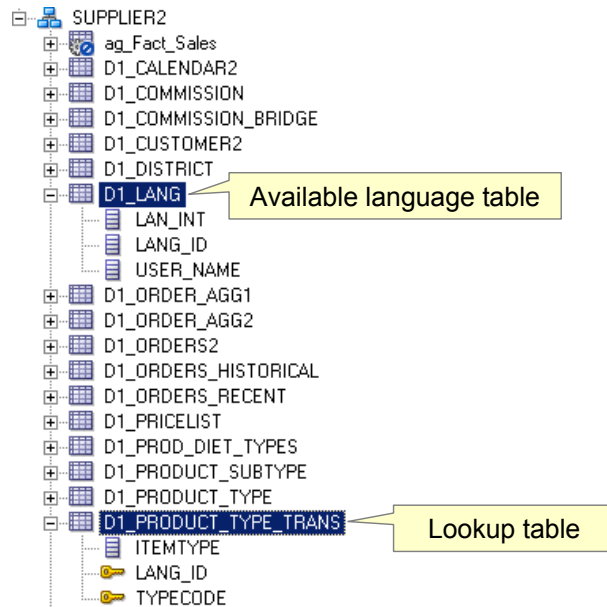 SUPPLIER2
ag_Fact_Sales
D1_CALENDAR2
D1_COMMISSION
D1_COMMISSION_BRIDGE
D1_CUSTOMER2
D1_DISTRICT
D1_LANG
Available language table
LAN_INT
LANG_ID
USER_NAME
D1_ORDER_AGG1
D1_ORDER_AGG2
D1_ORDERS2
D1_ORDERS_HISTORICAL
D1_ORDERS_RECENT
D1_PRICELIST
D1_PROD_DIET_TYPES
D1_PRODUCT_SUBTYPE
D1_PRODUCT_TYPE
D1_PRODUCT_TYPE_TRANS
Lookup table
ITEMTYPE
LANG_ID
TYPECODE